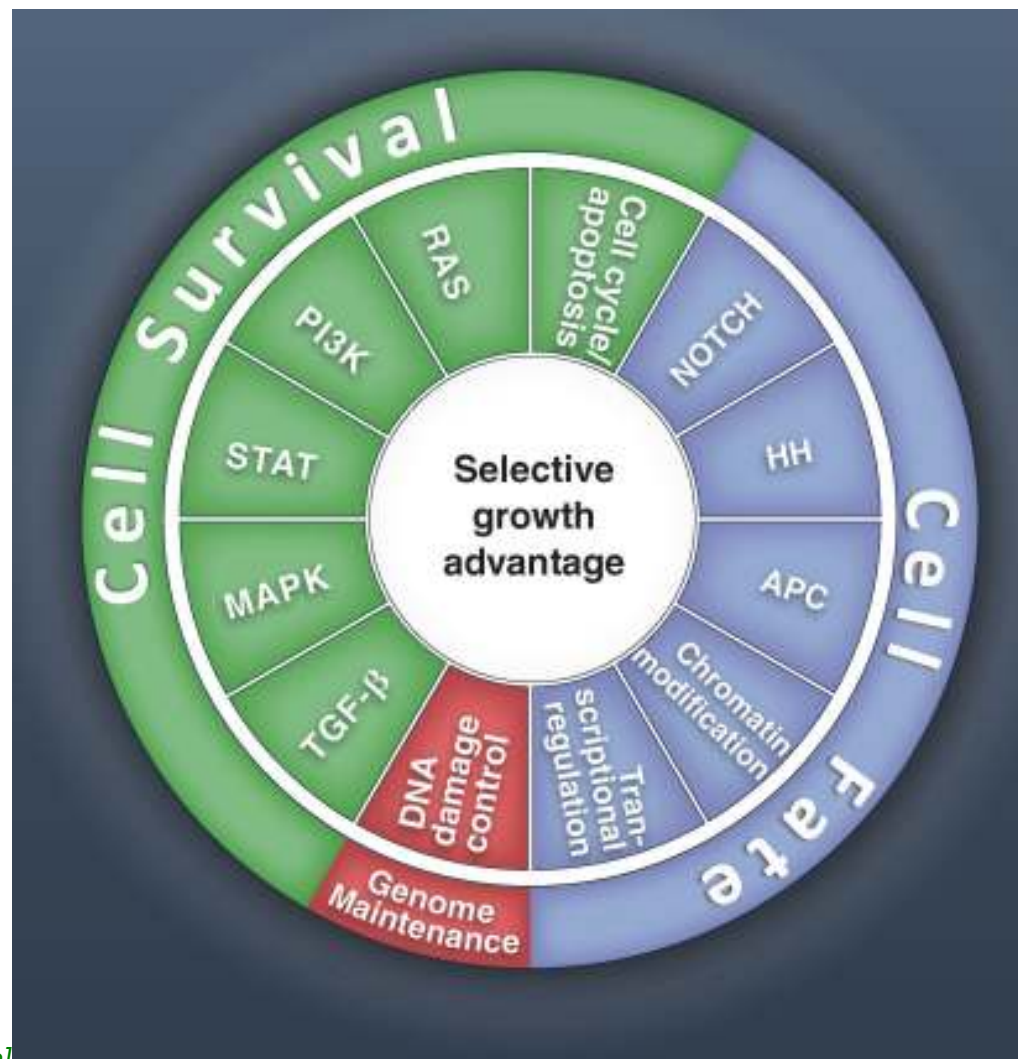 Cell Survival
Cell cycle/
apoptosis
RAS
PI3K
STAT
MAPK
TGF-β
DNA
damage
control
Genome
Maintenance
NOTCH
HH
APC
Chromatin
modification
Tran-
scriptional
regulation
Cell Fate
Selective
growth
advantage